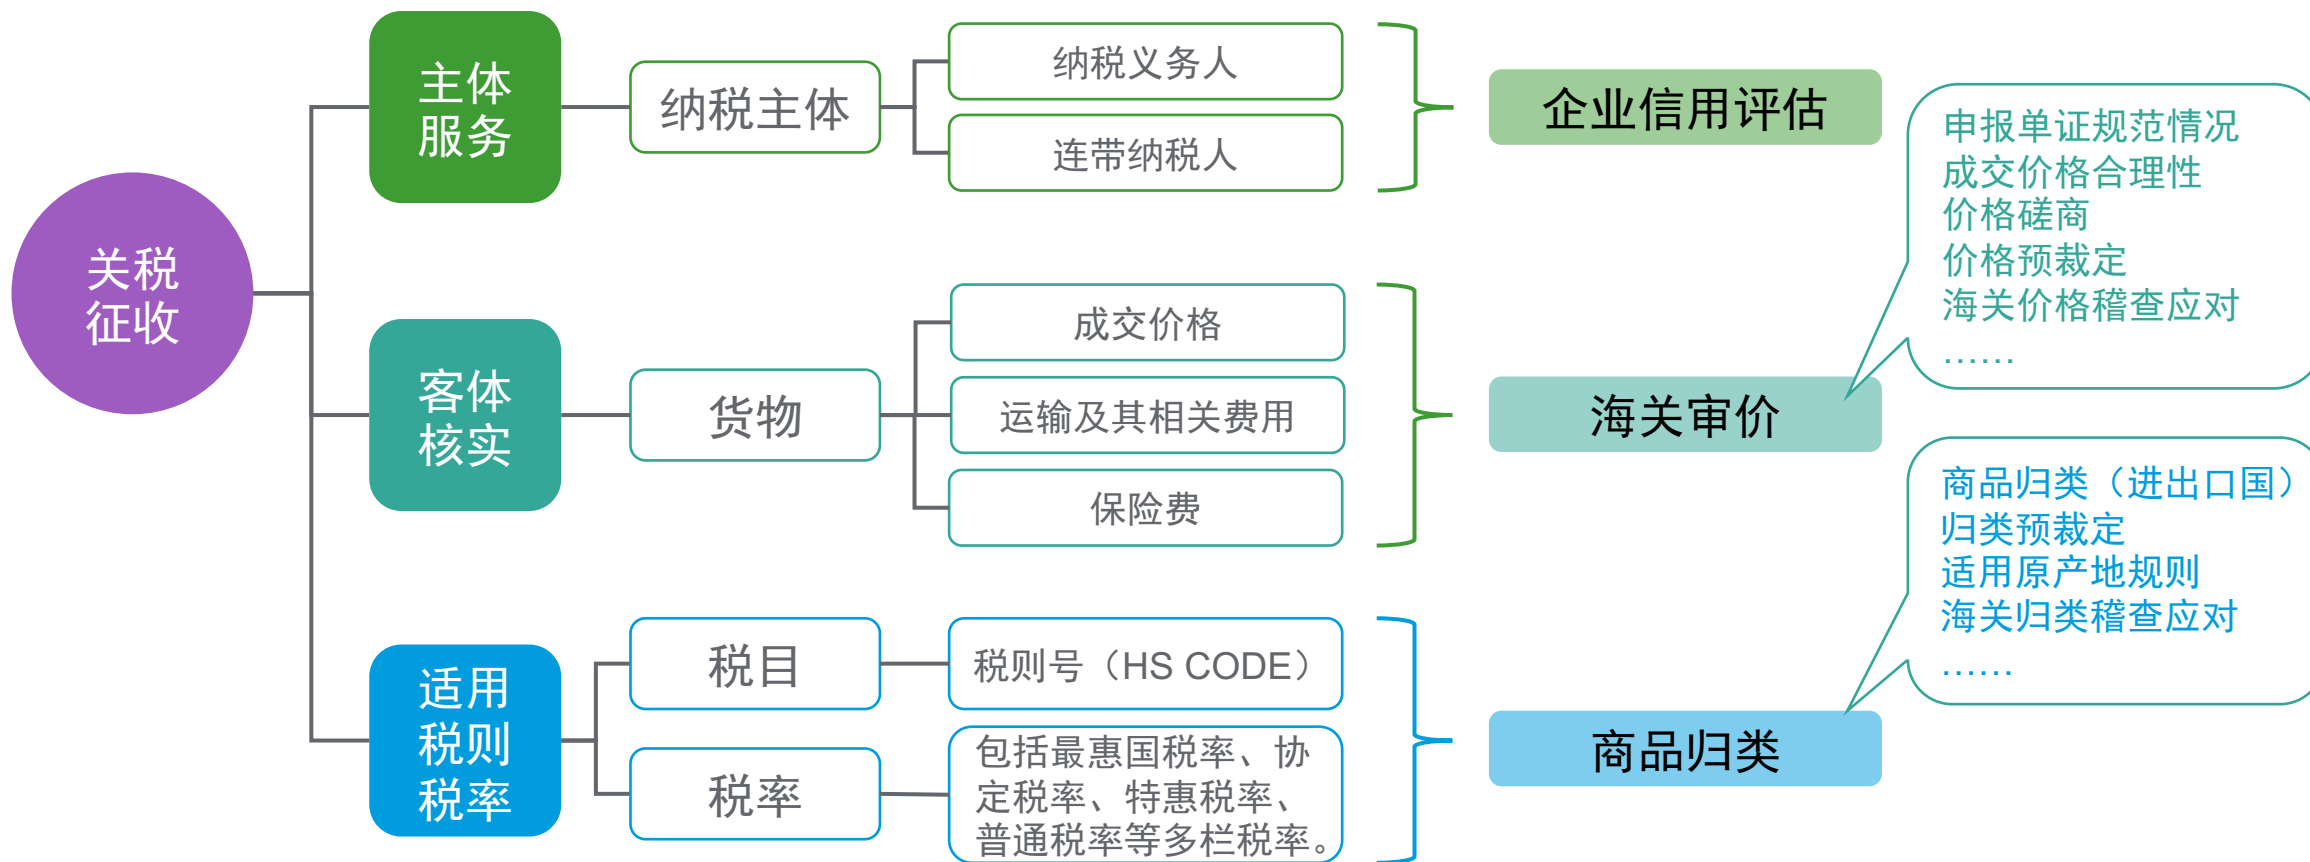 关税
征收
主体
服务
纳税主体
纳税义务人
连带纳税人
企业信用评估
客体
核实
货物
成交价格
运输及其相关费用
保险费
海关审价
申报单证规范情况
成交价格合理性
价格磋商
价格预裁定
海关价格稽查应对
……
适用
税则
税率
税目
税则号（HS CODE）
税率
包括最惠国税率、协
定税率、特惠税率、
普通税率等多栏税率。
商品归类
商品归类（进出口国）
归类预裁定
适用原产地规则
海关归类稽查应对
……